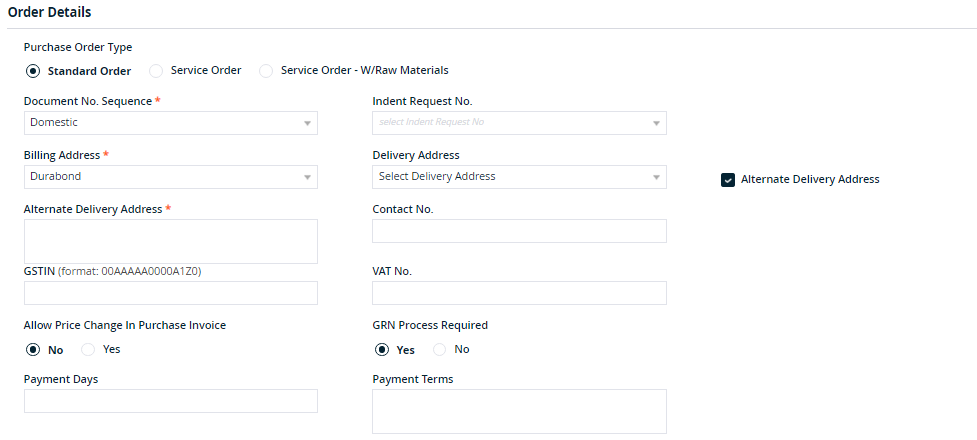 Order Details
Purchase Order Type
Standard Order Service Order Service Order - W/Raw Materials
Document No. Sequence * Indent Request No.
Domestic select Indent Request No
Billing Address * Delivery Address
Durabond Select Delivery Address Alternate Delivery Address
Alternate Delivery Address * Contact No.
GSTIN (format: 00AAAAA0000A1Z0) VAT No.
Allow Price Change In Purchase Invoice GRN Process Required
No Yes Yes No
Payment Days Payment Terms